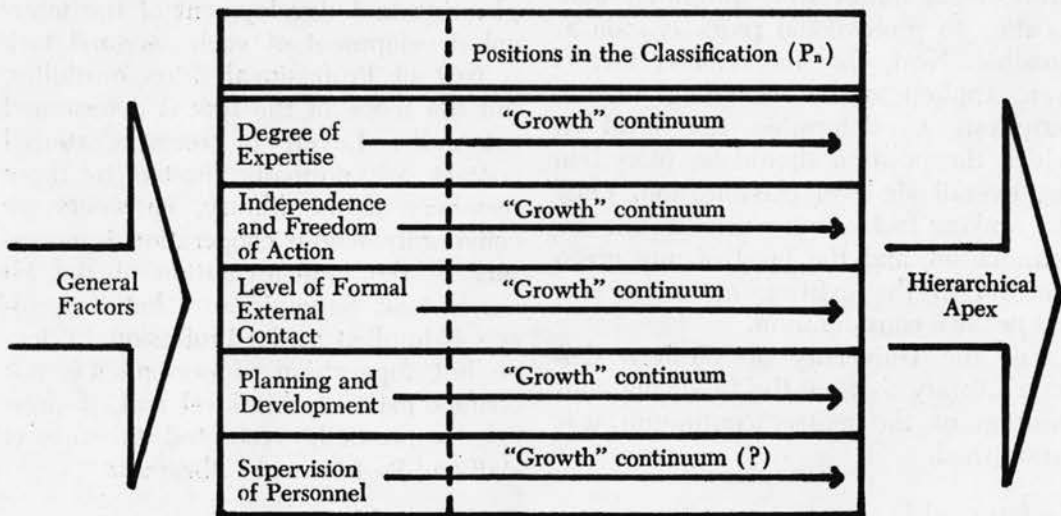 Positions in the Classification (Pn)
General
Factors
Degree of
Expertise
"Growth" continuum
Independence
and Freedom
of Action
"Growth" continuum
Level of Formal
External
Contact
"Growth" continuum
Planning and
Development
"Growth" continuum
Supervision
of Personnel
"Growth" continuum (?)
Hierarchical
Apex